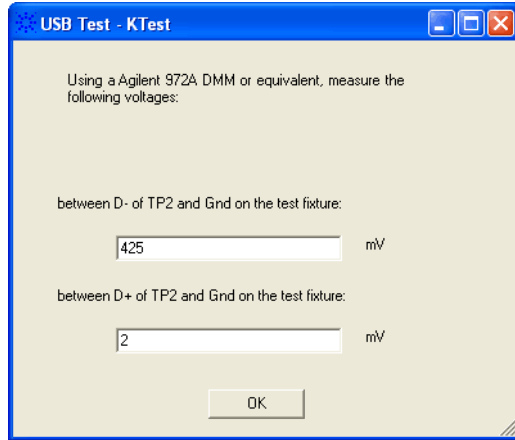 USB Test - KTest
Using a Agilent 972A DMM or equivalent, measure the
following voltages:
between D- of TP2 and Gnd on the test fixture:
425 mV
between D+ of TP2 and Gnd on the test fixture:
2 mV
OK